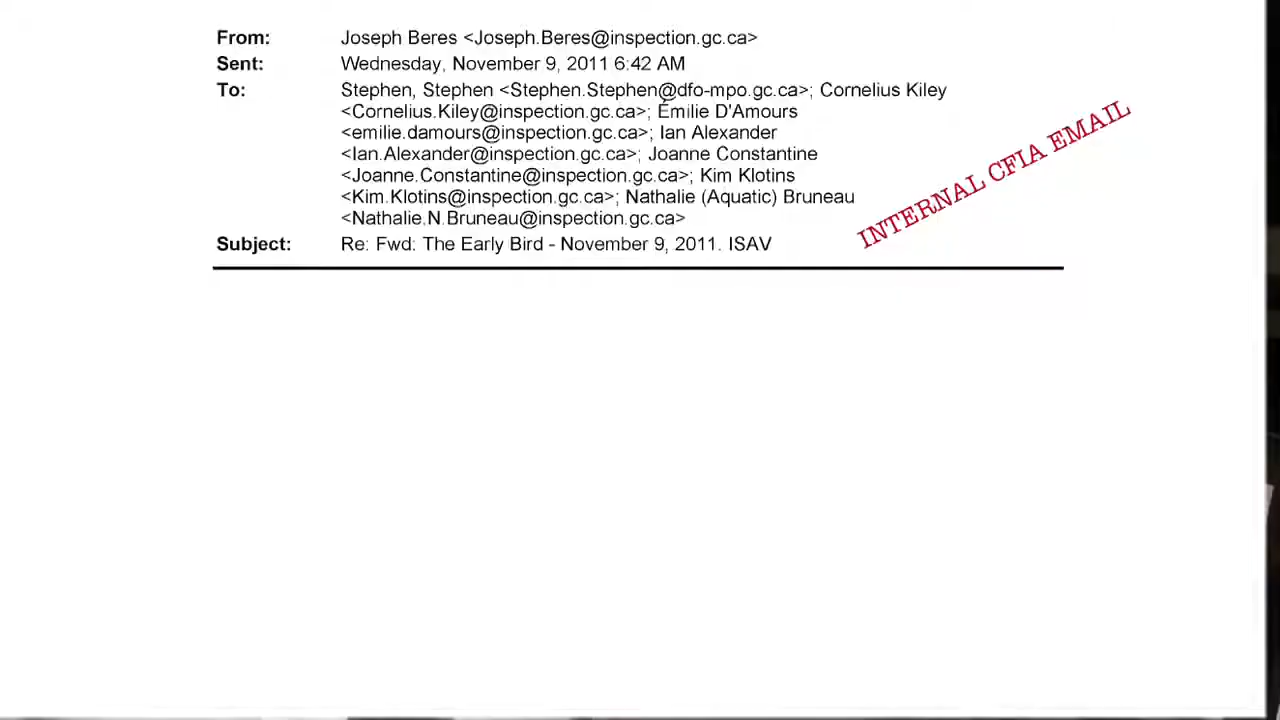 From: Joseph Beres <Joseph.Beres@inspection.gc.ca>
Sent: Wednesday, November 9, 2011 6:42 AM
To: Stephen, Stephen <Stephen.Stephen@dfo-mpo.gc.ca>; Cornelius Kiley
<Cornelius.Kiley@inspection.gc.ca>; Émilie D'Amours
<emilie.damours@inspection.gc.ca>; Ian Alexander
<Ian.Alexander@inspection.gc.ca>; Joanne Constantine
<Joanne.Constantine@inspection.gc.ca>; Kim Klotins
<Kim.Klotins@inspection.gc.ca>; Nathalie (Aquatic) Bruneau
<Nathalie.N.Bruneau@inspection.gc.ca>
Subject: Re: Fwd: The Early Bird - November 9, 2011. ISAV
INTERNAL CFIA EMAIL